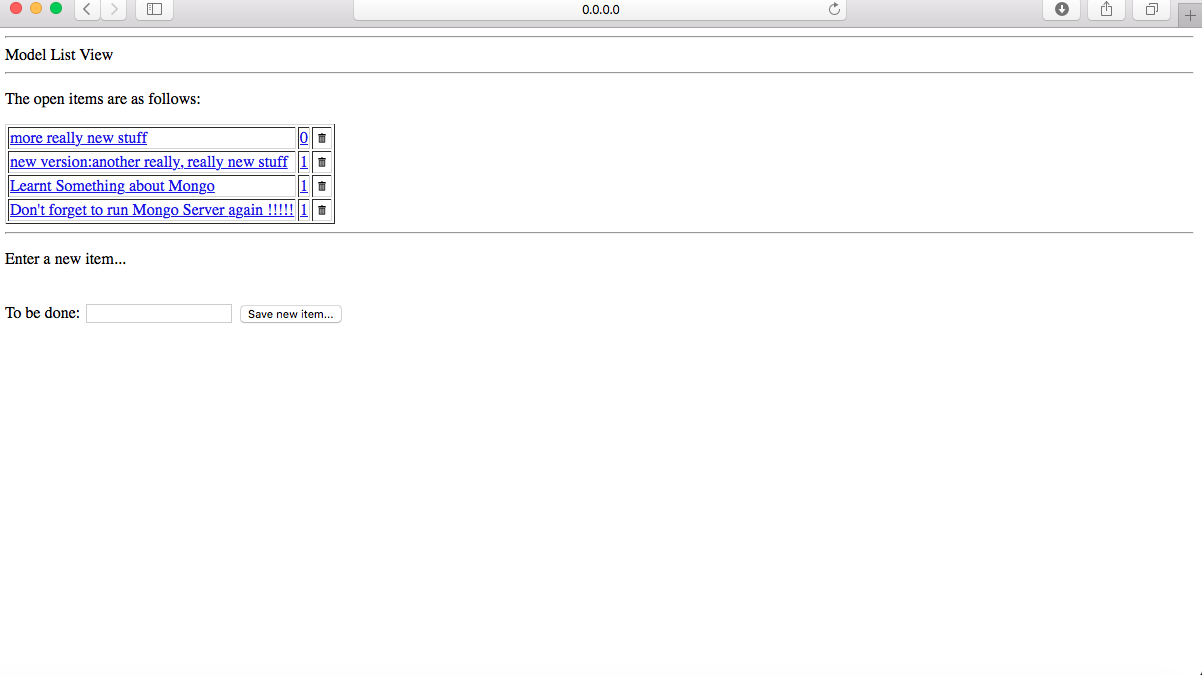 0.0.0.0
Model List View
The open items are as follows:
more really new stuff 0
new version:another really, really new stuff 1
Learnt Something about Mongo 1
Don't forget to run Mongo Server again !!!!! 1
Enter a new item...
To be done: Save new item...